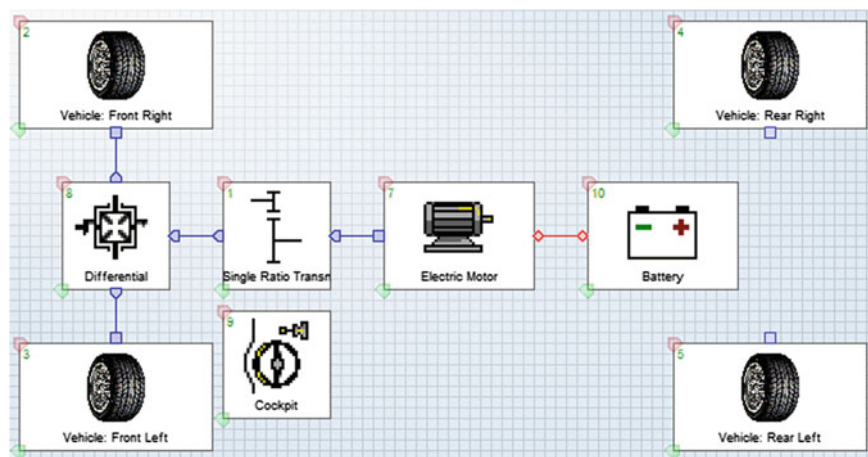 2
Vehicle: Front Right
4
Vehicle: Rear Right
8
Differential
1
Single Ratio Transn
7
Electric Motor
10
Battery
3
Vehicle: Front Left
9
Cockpit
5
Vehicle: Rear Left